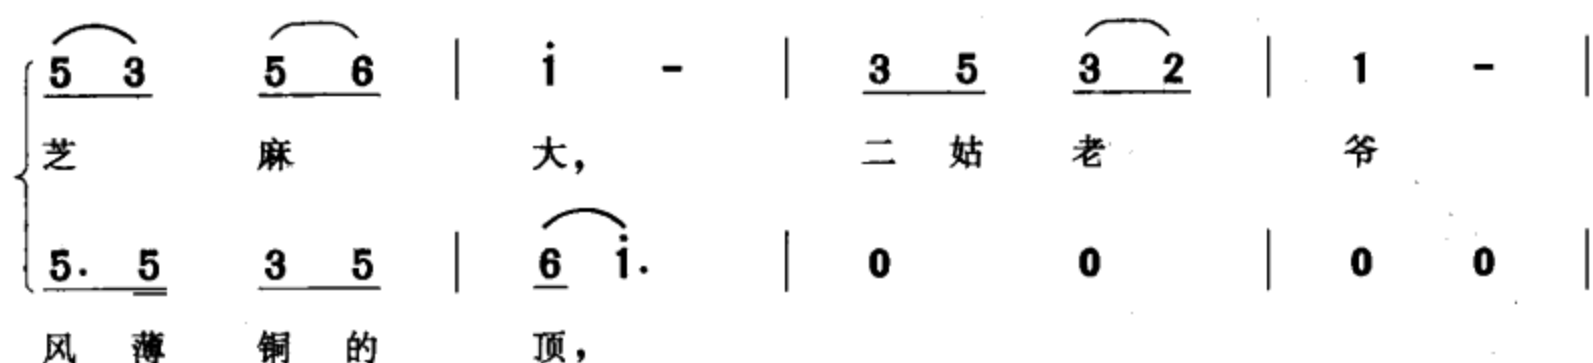 5 3 5 6 | i - | 3 5 3 2 | 1 - |
芝 麻 大， 二 姑 老 爷
5. 5 3 5 | 6 i. | 0 0 | 0 0 |
风 薄 铜 的 顶，